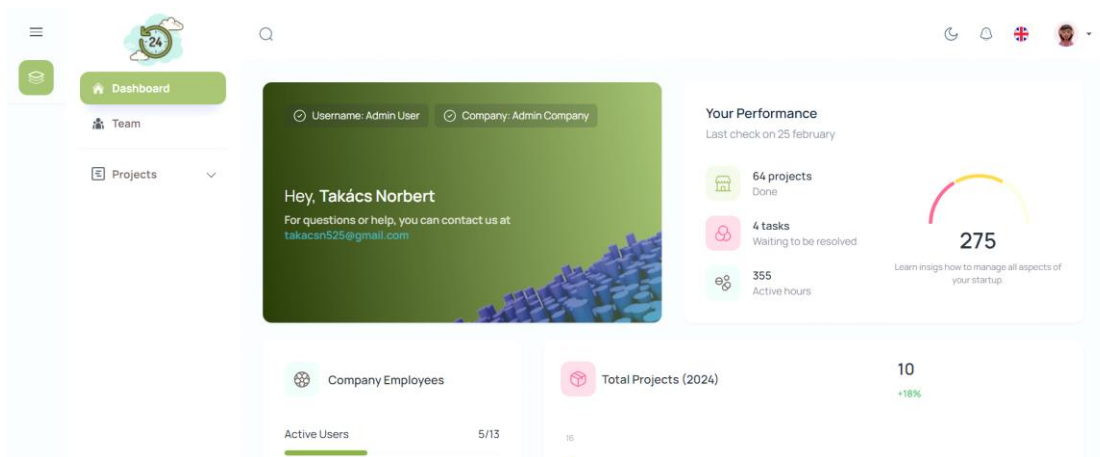 24
Dashboard
Team
Projects
Username: Admin User
Company: Admin Company
Hey, Takács Norbert
For questions or help, you can contact us at
takacsn525@gmail.com
Your Performance
Last check on 25 february
64 projects
Done
4 tasks
Waiting to be resolved
355
Active hours
275
Learn insigs how to manage all aspects of
your startup.
Company Employees
Active Users 5/13
Total Projects (2024)
10
+18%
16